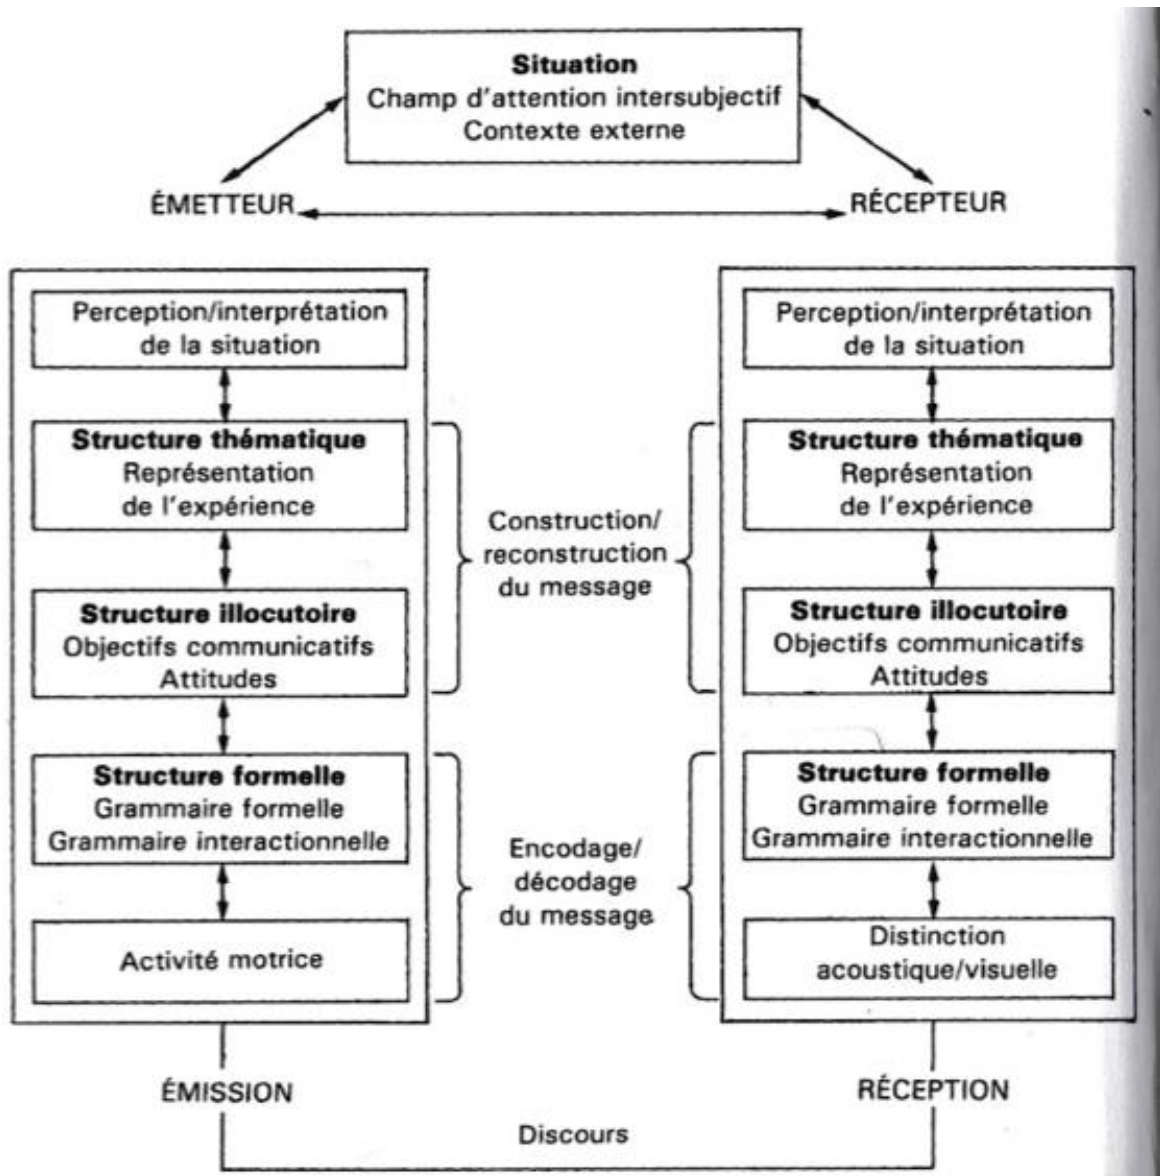 Situation
Champ d'attention intersubjectif
Contexte externe
ÉMETTEUR
RÉCEPTEUR
Perception/interprétation
de la situation
Structure thématique
Représentation
de l'expérience
Structure illocutoire
Objectifs communicatifs
Attitudes
Structure formelle
Grammaire formelle
Grammaire interactionnelle
Activité motrice
Construction/
reconstruction
du message
Encodage/
décodage
du message
Perception/interprétation
de la situation
Structure thématique
Représentation
de l'expérience
Structure illocutoire
Objectifs communicatifs
Attitudes
Structure formelle
Grammaire formelle
Grammaire interactionnelle
Distinction
acoustique/visuelle
ÉMISSION
RÉCEPTION
Discours